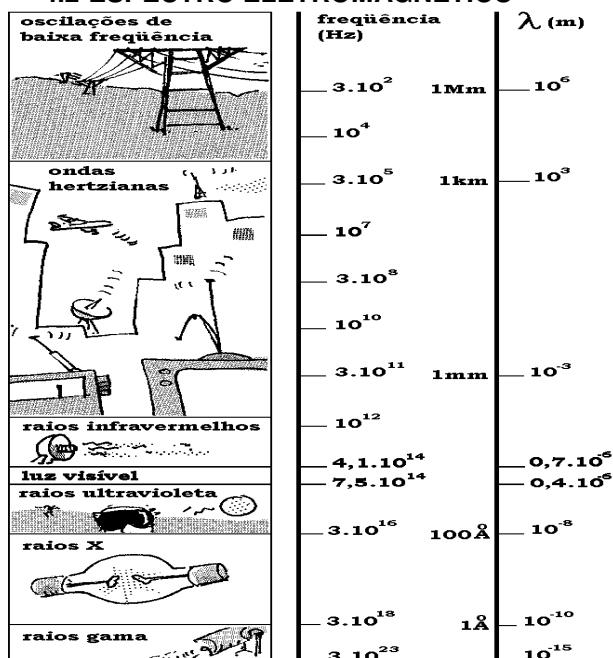 ESPECTRO ELETROMAGNÉTICO
oscilações de
baixa freqüência
ondas
hertzianas
raios infravermelhos
luz visível
raios ultravioleta
raios X
raios gama
freqüência
(Hz)
3.10²
10⁴
3.10⁵
10⁷
3.10⁸
10¹⁰
3.10¹¹
10¹²
4,1.10¹⁴
7,5.10¹⁴
3.10¹⁶
3.10¹⁸
3.10²³
λ (m)
1Mm 10⁶
1km 10³
1mm 10⁻³
0,7.10⁻⁶
0,4.10⁻⁶
100Å 10⁻⁸
1Å 10⁻¹⁰
10⁻¹⁵